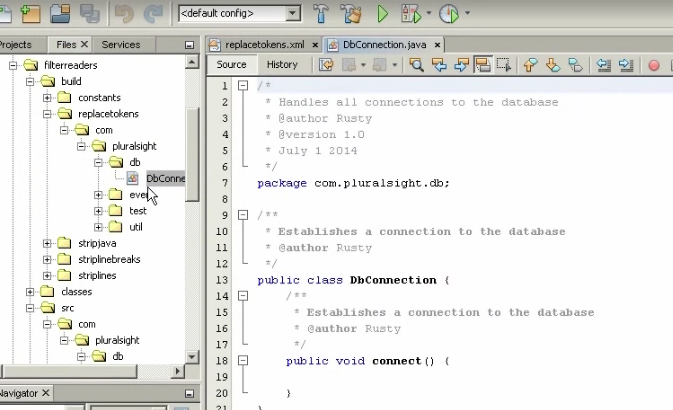 <default config>
Projects
Files
Services
filterreaders
build
constants
replacetokens
com
pluralsight
db
DbConne
even
test
util
stripjava
striplinebreaks
striplines
classes
src
com
pluralsight
db
Navigator
replacetokens.xml
DbConnection.java
Source
History
1 /*
2 * Handles all connections to the database
3 * @author Rusty
4 * @version 1.0
5 * July 1 2014
6 */
7 package com.pluralsight.db;
8
9 /**
10 * Establishes a connection to the database
11 * @author Rusty
12 */
13 public class DbConnection {
14 /**
15 * Establishes a connection to the database
16 * @author Rusty
17 */
18 public void connect() {
19
20 }
21 }